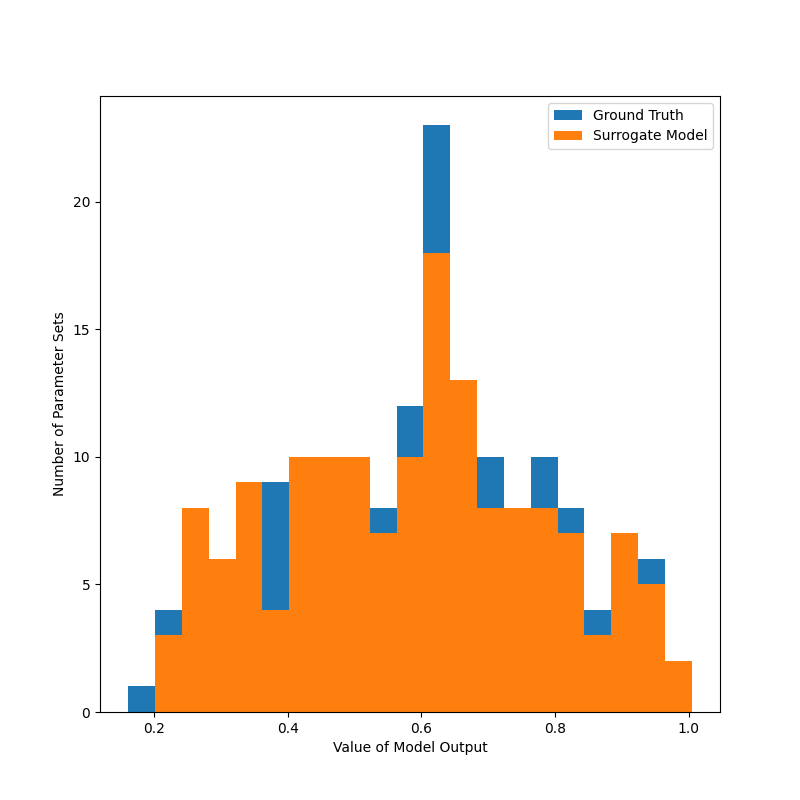 Ground Truth
Surrogate Model
20
15
10
5
0
Number of Parameter Sets
0.2 0.4 0.6 0.8 1.0
Value of Model Output